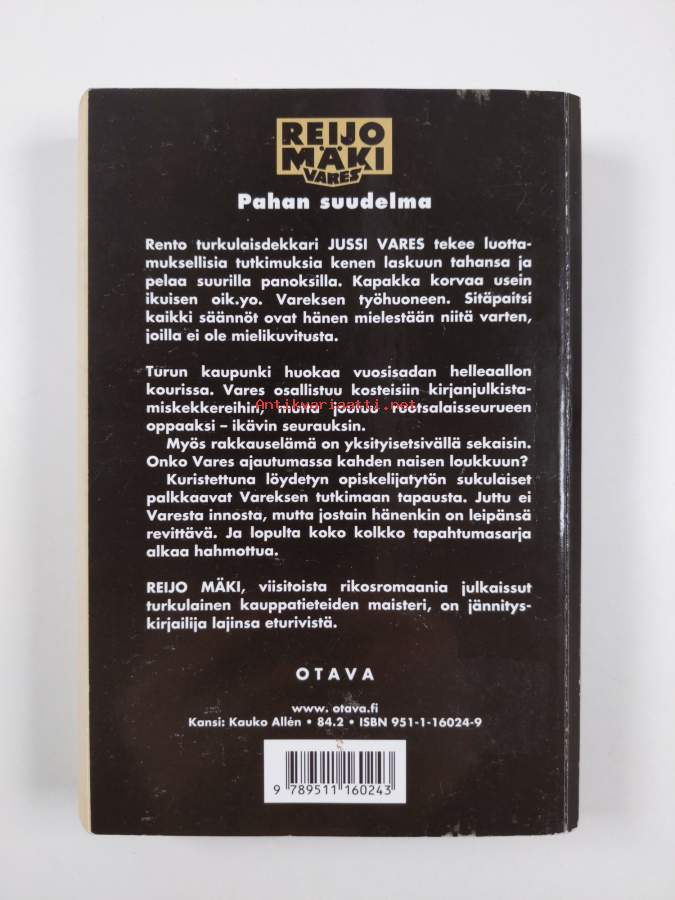 REIJO
MÄKI
VARES
Pahan suudelma
Rento turkulaisdekkari JUSSI VARES tekee luotta-
muksellisia tutkimuksia kenen laskuun tahansa ja
pelaa suurilla panoksilla. Kapakka korvaa usein
ikuisen oik.yo. Vareksen työhuoneen. Sitäpaitsi
kaikki säännöt ovat hänen mielestään niitä varten,
joilla ei ole mielikuvitusta.
Turun kaupunki huokaa vuosisadan helleaallon
kourissa. Vares osallistuu kosteisiin kirjanjulkista-
miskekkereihin, mutta joutuu ruotsalaisseurueen
Antikvariaatti.net
oppaaksi – ikävin seurauksin.
Myös rakkauselämä on yksityisetsivällä sekaisin.
Onko Vares ajautumassa kahden naisen loukkuun?
Kuristettuna löydetyn opiskelijatytön sukulaiset
palkkaavat Vareksen tutkimaan tapausta. Juttu ei
Varesta innosta, mutta jostain hänenkin on leipänsä
revittävä. Ja lopulta koko kolkko tapahtumasarja
alkaa hahmottua.
REIJO MÄKI, viisitoista rikosromaania julkaissut
turkulainen kauppatieteiden maisteri, on jännitys-
kirjailija lajinsa eturivistä.
OTAVA
www. otava.fi
Kansi: Kauko Allén • 84.2 • ISBN 951-1-16024-9
9 789511 160243